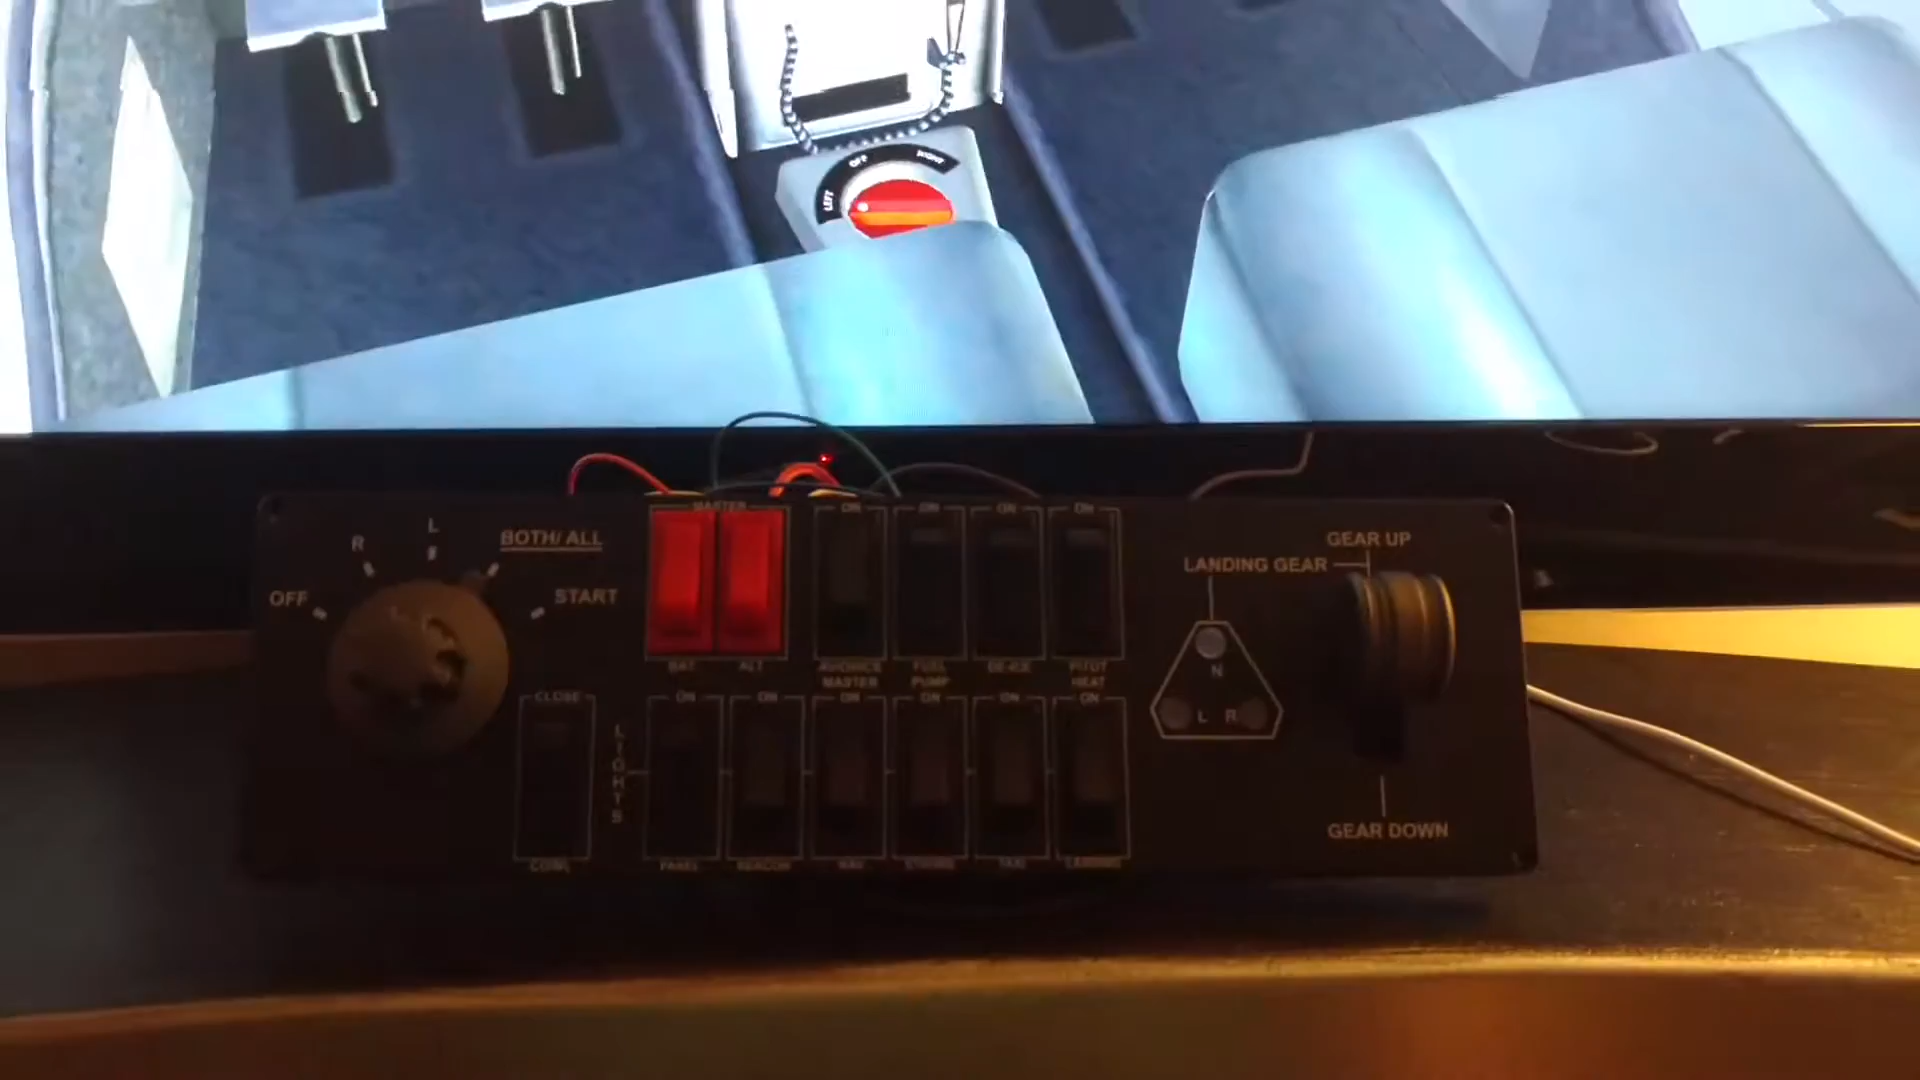 LEFT
OFF
RIGHT
OFF
R
L
BOTH/ ALL
START
MASTER
BAT
ALT
ON
ON
ON
ON
AVIONICS
MASTER
FUEL
PUMP
DE-ICE
PITOT
HEAT
CLOSE
COWL
LIGHTS
ON
ON
ON
ON
ON
ON
PANEL
BEACON
NAV
STROBE
TAXI
LANDING
LANDING GEAR
GEAR UP
N
L
R
GEAR DOWN